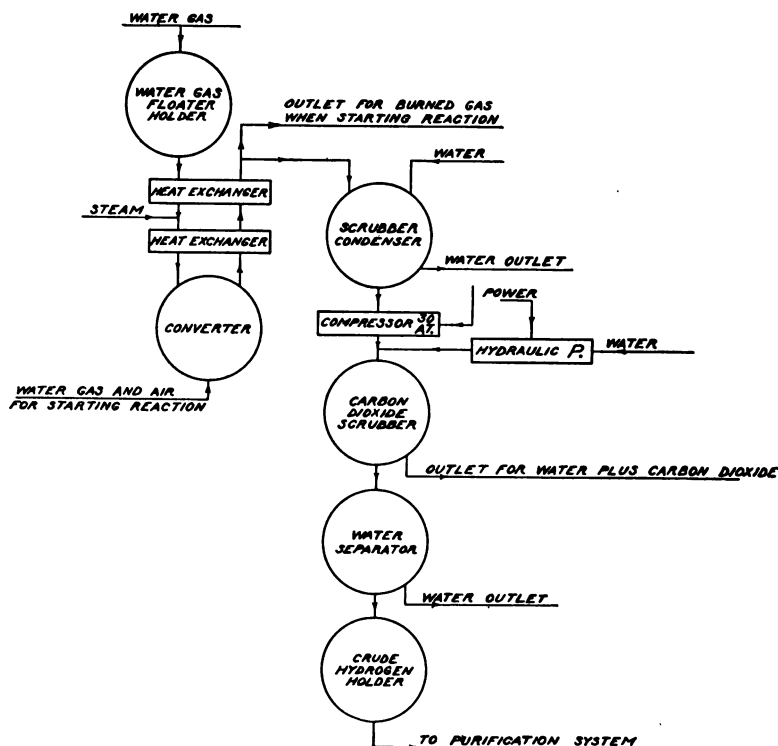 WATER GAS
WATER GAS
FLOATER
HOLDER
OUTLET FOR BURNED GAS
WHEN STARTING REACTION
WATER
HEAT EXCHANGER
STEAM
HEAT EXCHANGER
SCRUBBER
CONDENSER
WATER OUTLET
POWER
COMPRESSOR 30
AT.
CONVERTER
HYDRAULIC P.
WATER
WATER GAS AND AIR
FOR STARTING REACTION
CARBON
DIOXIDE
SCRUBBER
OUTLET FOR WATER PLUS CARBON DIOXIDE
WATER
SEPARATOR
WATER OUTLET
CRUDE
HYDROGEN
HOLDER
TO PURIFICATION SYSTEM